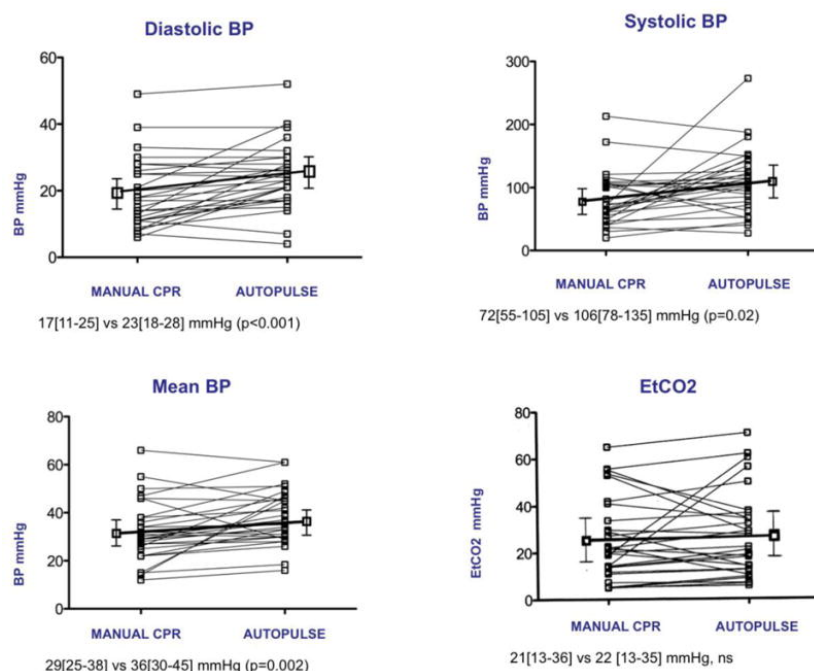 Diastolic BP
60
40
20
0
BP mmHg
MANUAL CPR AUTOPULSE
17[11-25] vs 23[18-28] mmHg (p<0.001)
Systolic BP
300
200
100
0
BP mmHg
MANUAL CPR AUTOPULSE
72[55-105] vs 106[78-135] mmHg (p=0.02)
Mean BP
80
60
40
20
0
BP mmHg
MANUAL CPR AUTOPULSE
29[25-38] vs 36[30-45] mmHg (p=0.002)
EtCO2
80
60
40
20
0
EtCO2 mmHg
MANUAL CPR AUTOPULSE
21[13-36] vs 22 [13-35] mmHg, ns